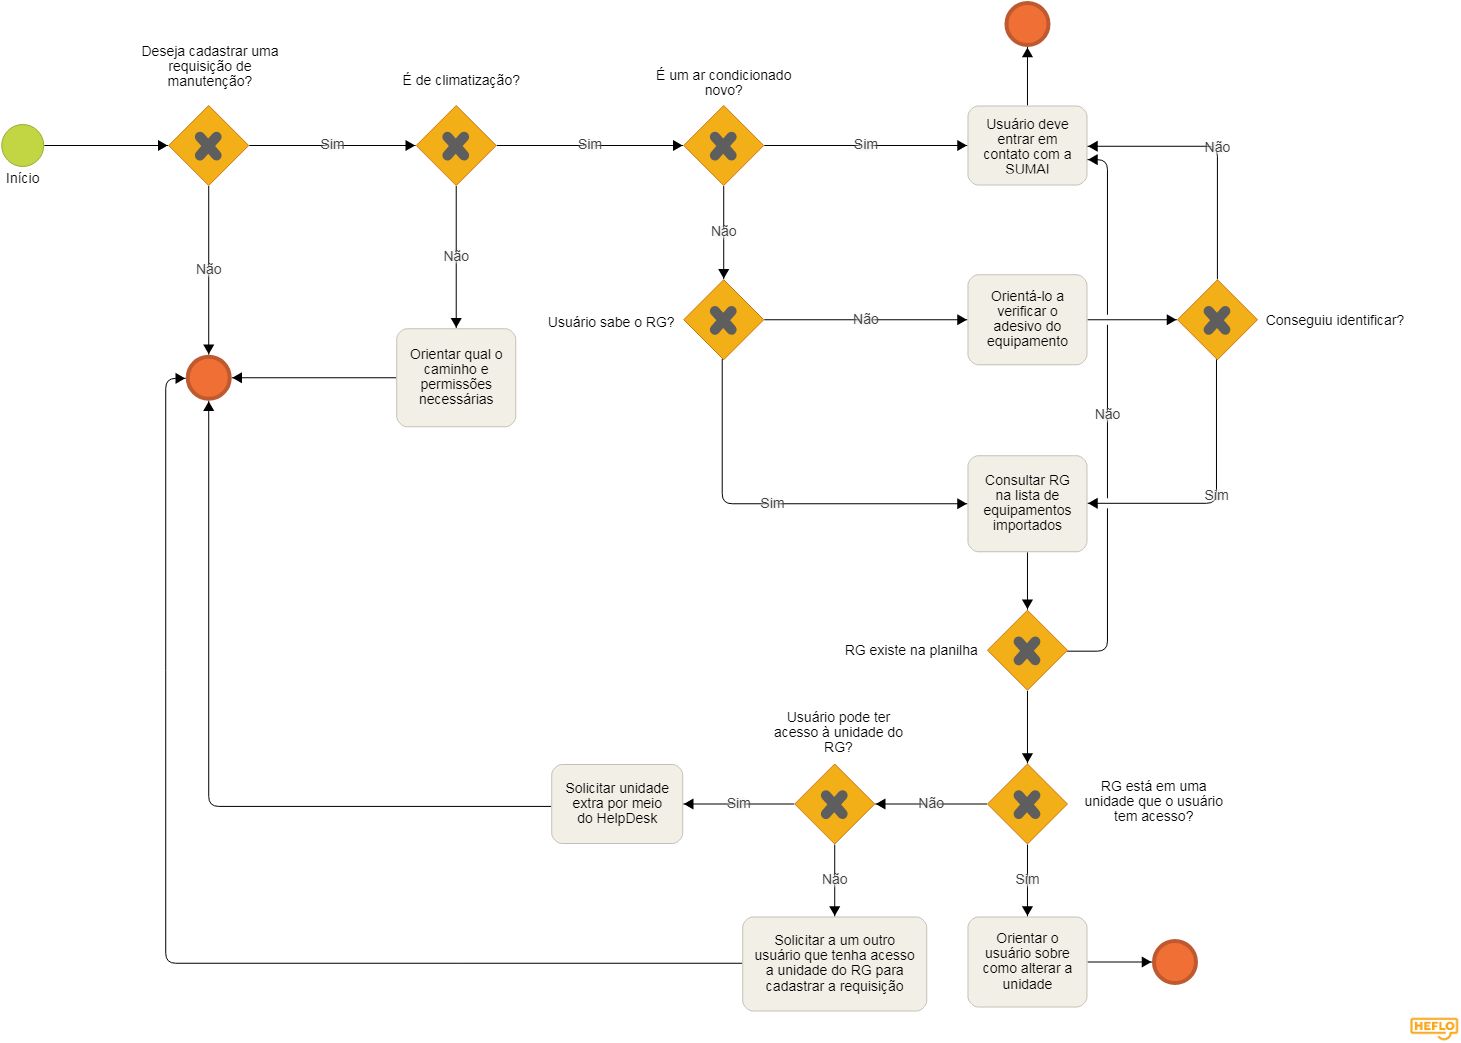 Deseja cadastrar uma
requisição de
manutenção?
É de climatização?
É um ar condicionado
novo?
Início
Sim
Sim
Sim
Usuário deve
entrar em
contato com a
SUMAI
Não
Não
Não
Não
Usuário sabe o RG?
Não
Orientá-lo a
verificar o
adesivo do
equipamento
Conseguiu identificar?
Orientar qual o
caminho e
permissões
necessárias
Não
Sim
Consultar RG
na lista de
equipamentos
importados
Sim
RG existe na planilha
Usuário pode ter
acesso à unidade do
RG?
Solicitar unidade
extra por meio
do HelpDesk
Sim
Não
RG está em uma
unidade que o usuário
tem acesso?
Não
Sim
Solicitar a um outro
usuário que tenha acesso
a unidade do RG para
cadastrar a requisição
Orientar o
usuário sobre
como alterar a
unidade
HEFLO